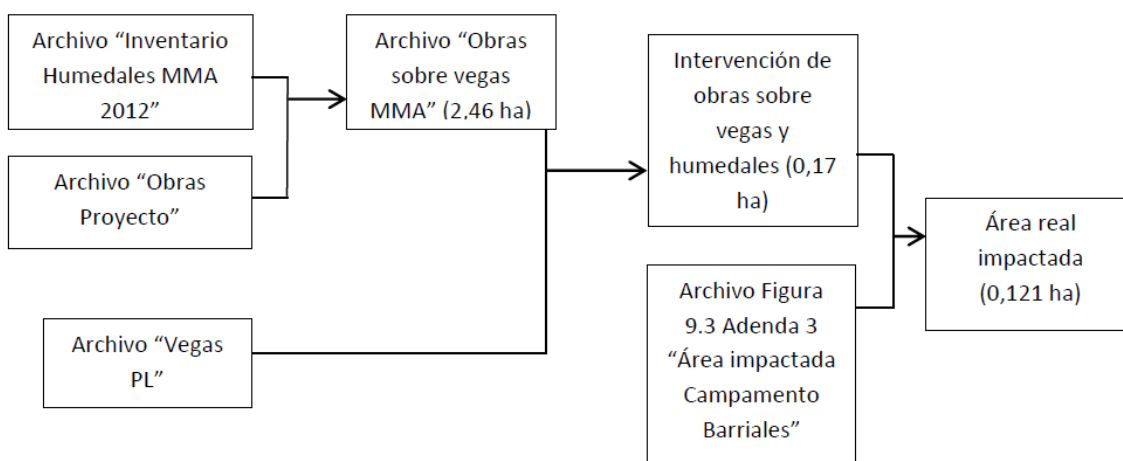 Archivo “Inventario
Humedales MMA
2012”
Archivo “Obras
Proyecto”
Archivo “Vegas
PL”
Archivo “Obras
sobre vegas
MMA” (2,46 ha)
Intervención de
obras sobre
vegas y
humedales (0,17
ha)
Archivo Figura
9.3 Adenda 3
“Área impactada
Campamento
Barriales”
Área real
impactada
(0,121 ha)